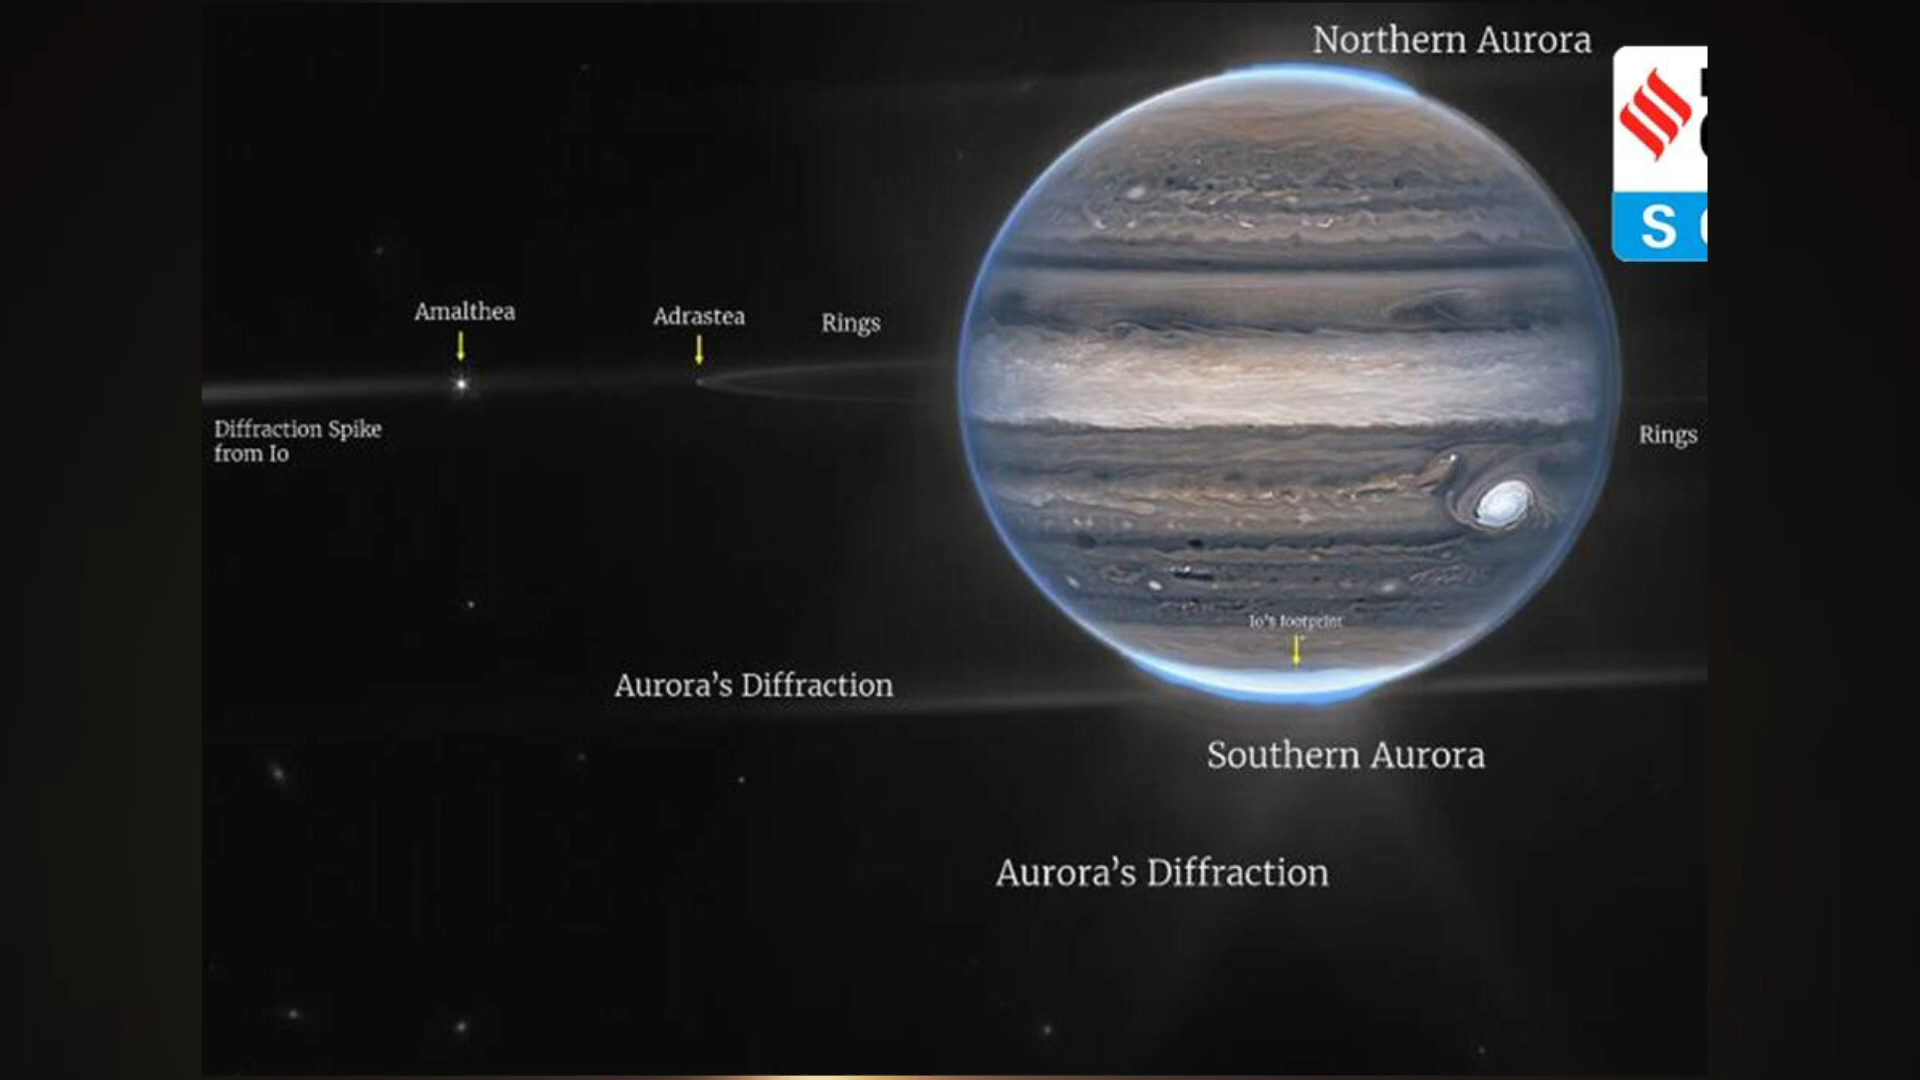 Northern Aurora
S
Amalthea
Adrastea
Rings
Diffraction Spike
from Io
Rings
Io's footprint
Aurora's Diffraction
Southern Aurora
Aurora's Diffraction